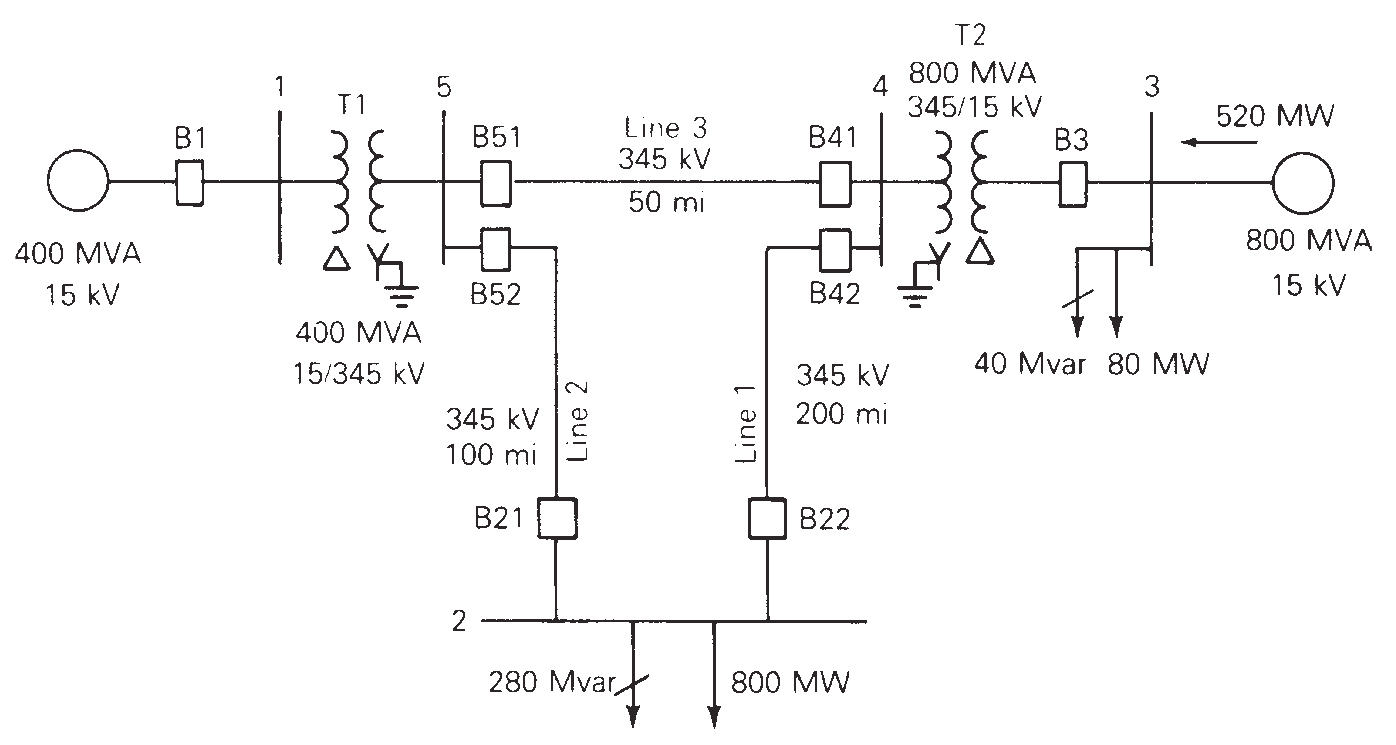 T2
800 MVA
345/15 kV
1
T1
5
4
3
B1
B51
Line 3
345 kV
50 mi
B41
B3
520 MW
400 MVA
15 kV
Δ
Y
B52
B42
Y
Δ
800 MVA
15 kV
400 MVA
15/345 kV
40 Mvar
80 MW
345 kV
100 mi
Line 2
Line 1
345 kV
200 mi
B21
B22
2
280 Mvar
800 MW